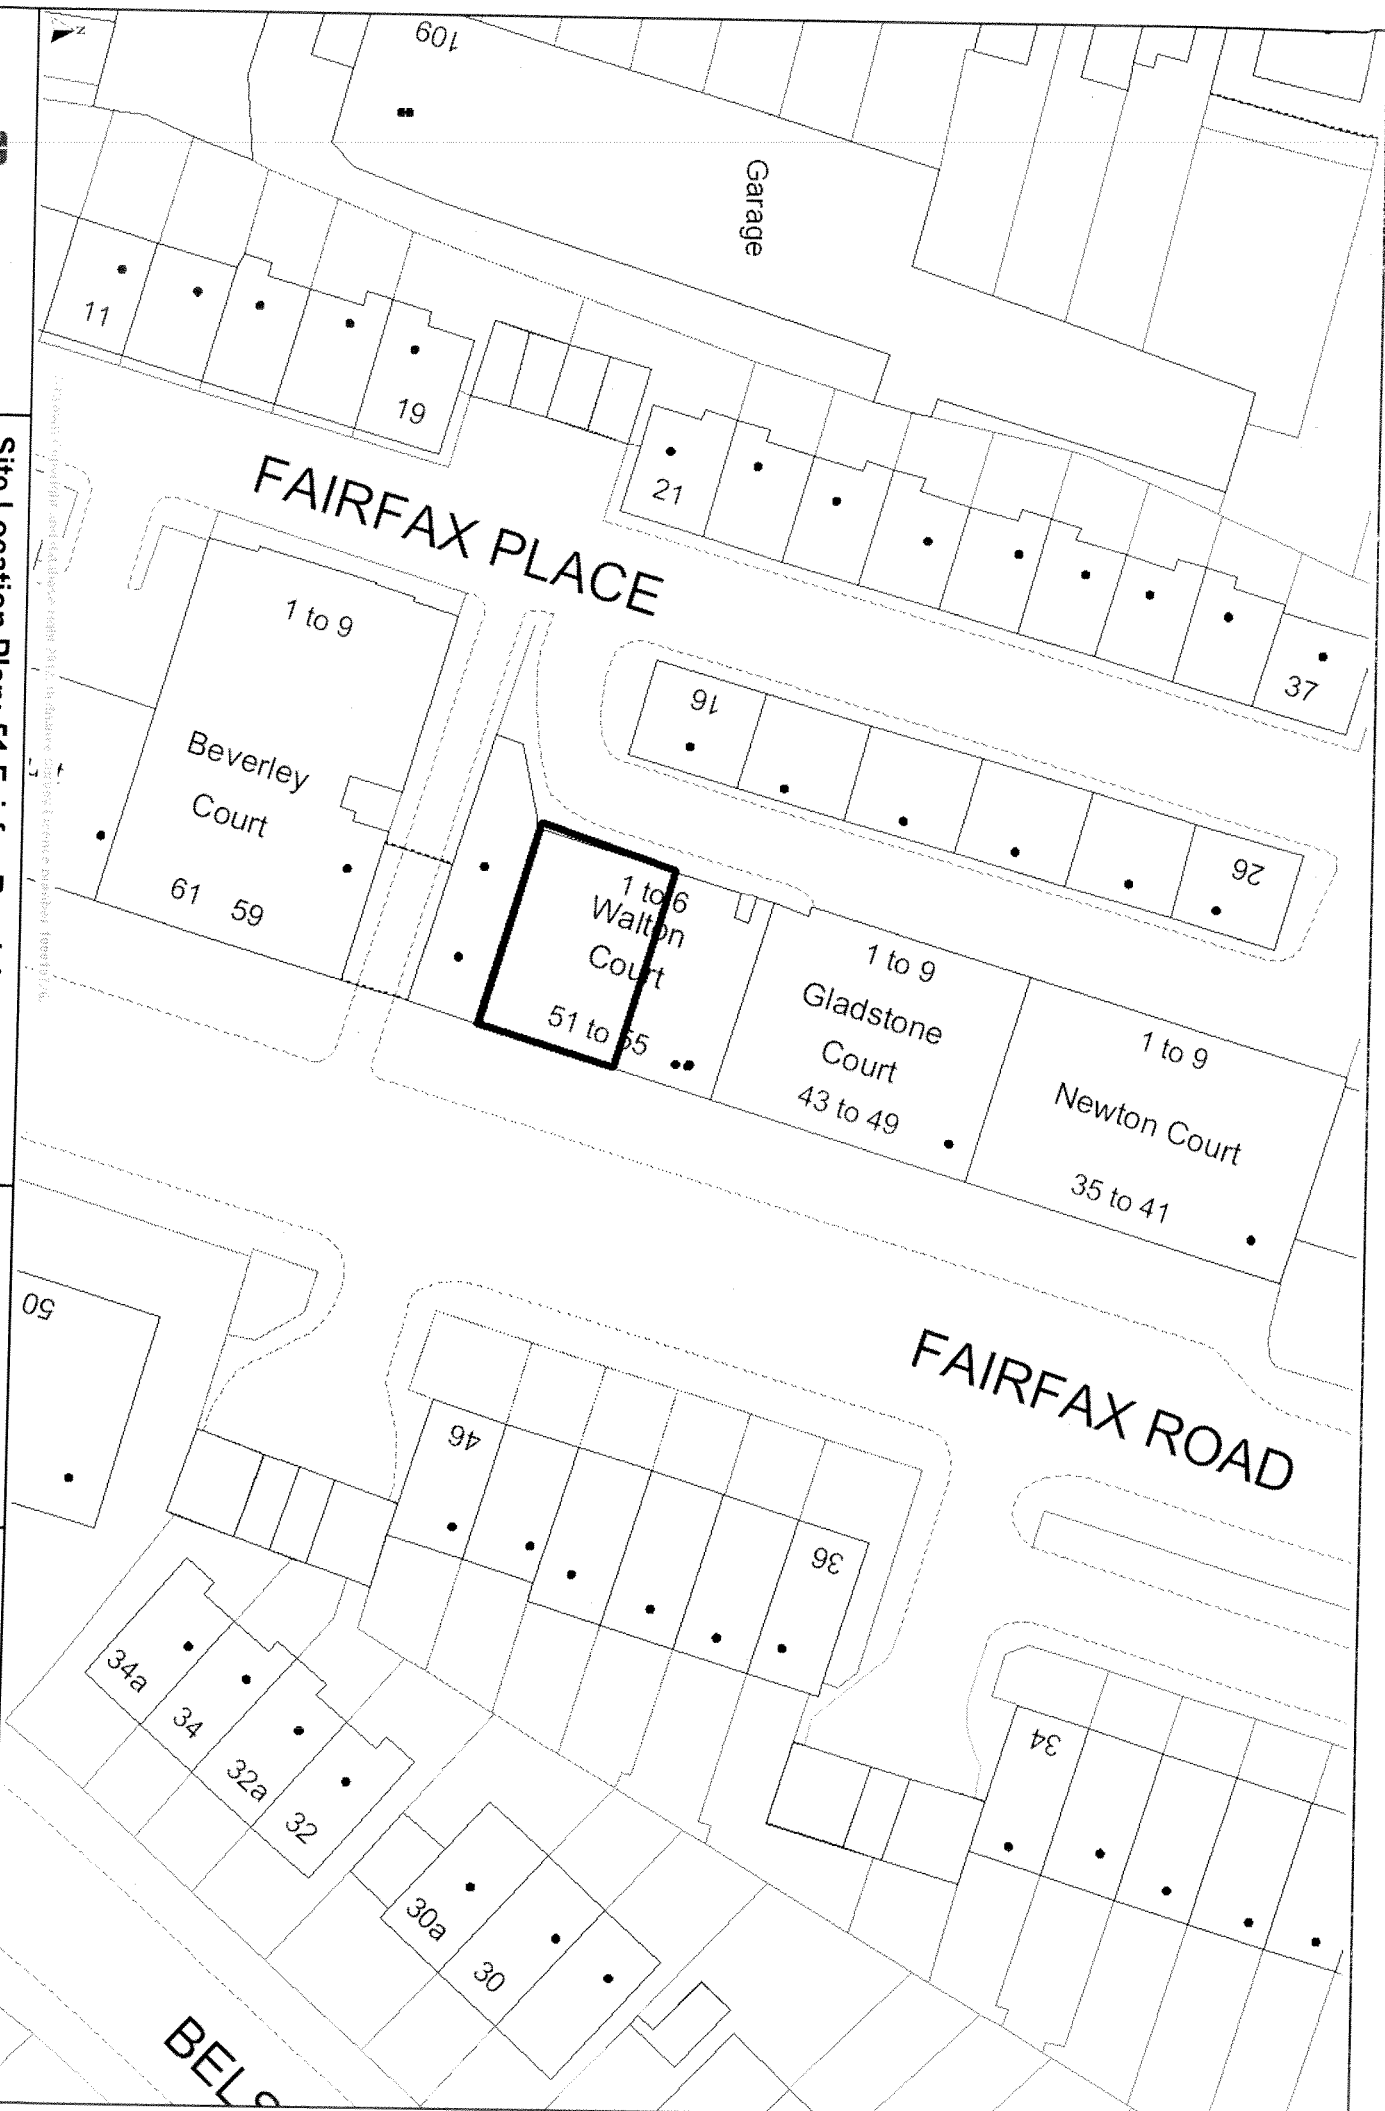 z
109
Garage
11
19
21
37
FAIRFAX PLACE
1 to 9
Beverley
Court
61 59
16
26
1 to 6
Walton
Court
51 to 55
1 to 9
Gladstone
Court
43 to 49
1 to 9
Newton Court
35 to 41
FAIRFAX ROAD
50
46
36
34
34a
34
32a
32
30a
30
BELS